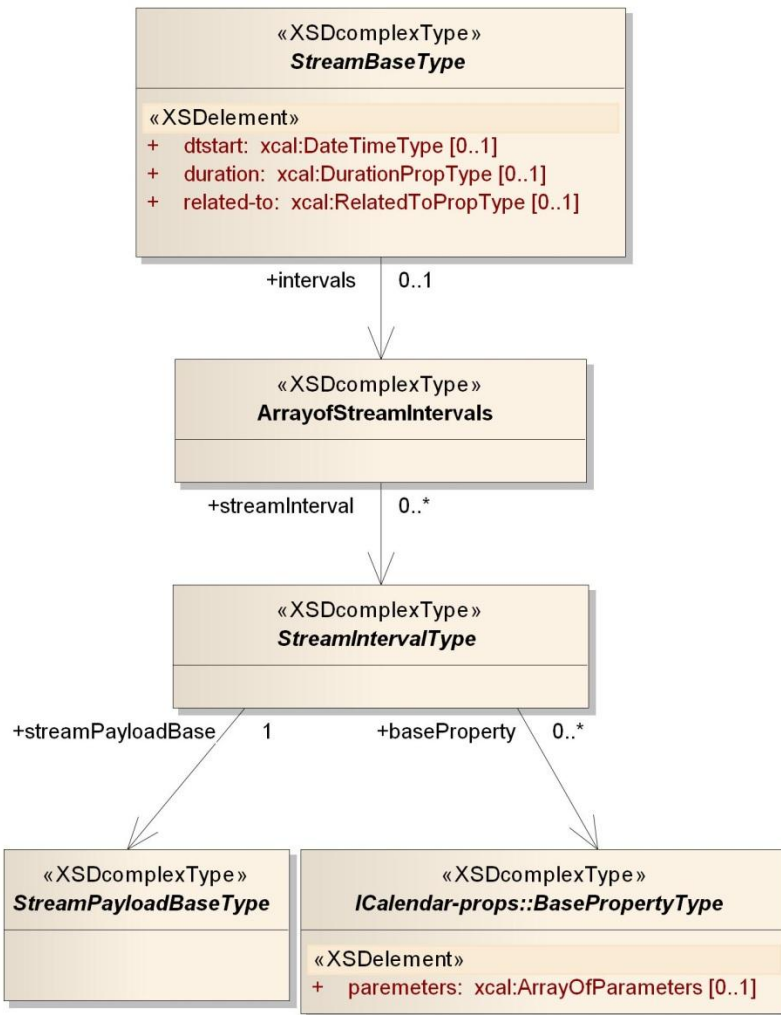 «XSDcomplexType»
StreamBaseType
«XSDelement»
+ dtstart: xcal:DateTimeType [0..1]
+ duration: xcal:DurationPropType [0..1]
+ related-to: xcal:RelatedToPropType [0..1]
+intervals 0..1
«XSDcomplexType»
ArrayofStreamIntervals
+streamInterval 0..*
«XSDcomplexType»
StreamIntervalType
+streamPayloadBase 1 +baseProperty 0..*
«XSDcomplexType»
StreamPayloadBaseType
«XSDcomplexType»
ICalendar-props::BasePropertyType
«XSDelement»
+ paremeters: xcal:ArrayOfParameters [0..1]